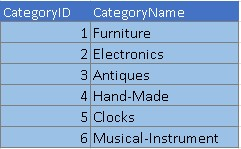 CategoryID CategoryName
1 Furniture
2 Electronics
3 Antiques
4 Hand-Made
5 Clocks
6 Musical-Instrument